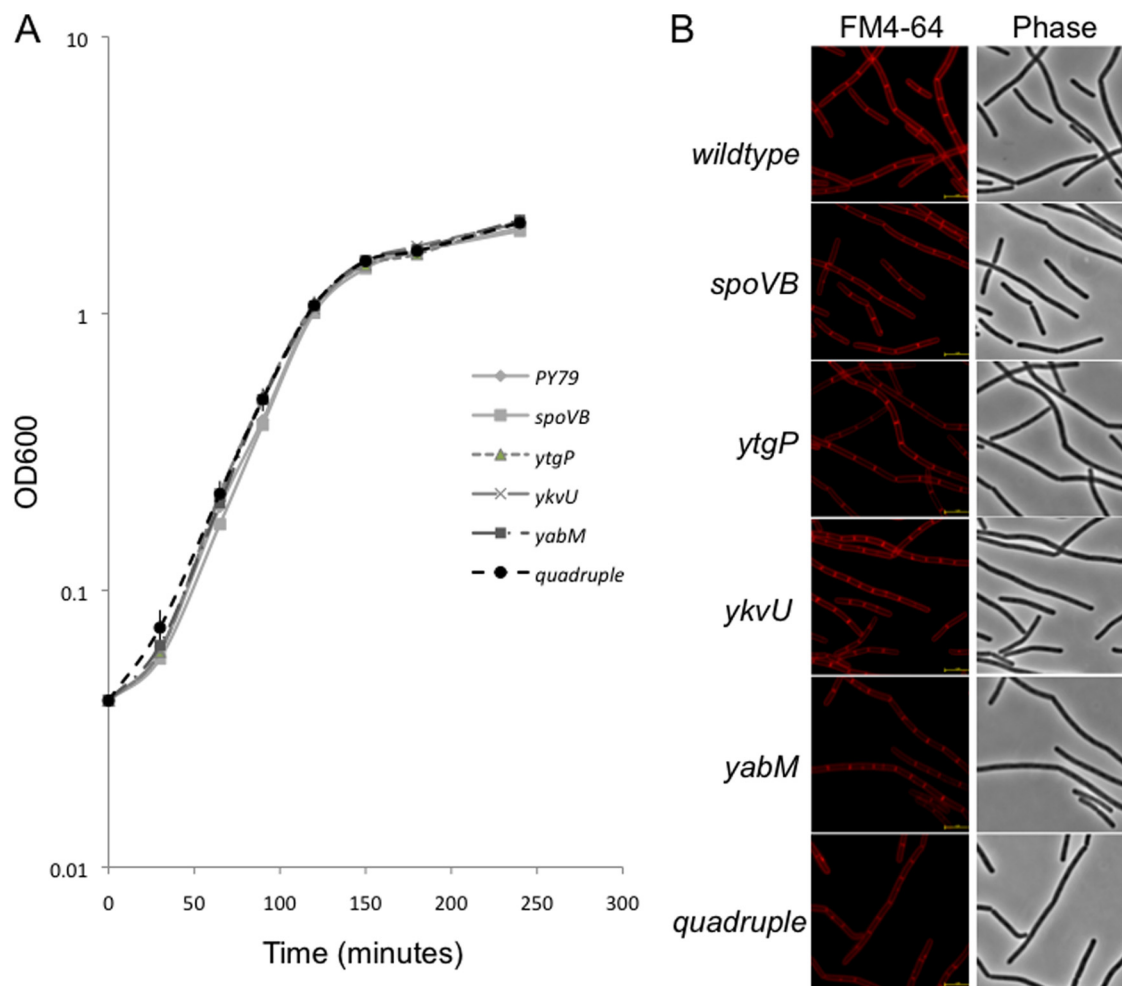 A
10
1
0.1
0.01
OD600
0
50
100
150
200
250
300
Time (minutes)
PY79
spoVB
ytgP
ykvU
yabM
quadruple
B
FM4-64 Phase
wildtype
spoVB
ytgP
ykvU
yabM
quadruple